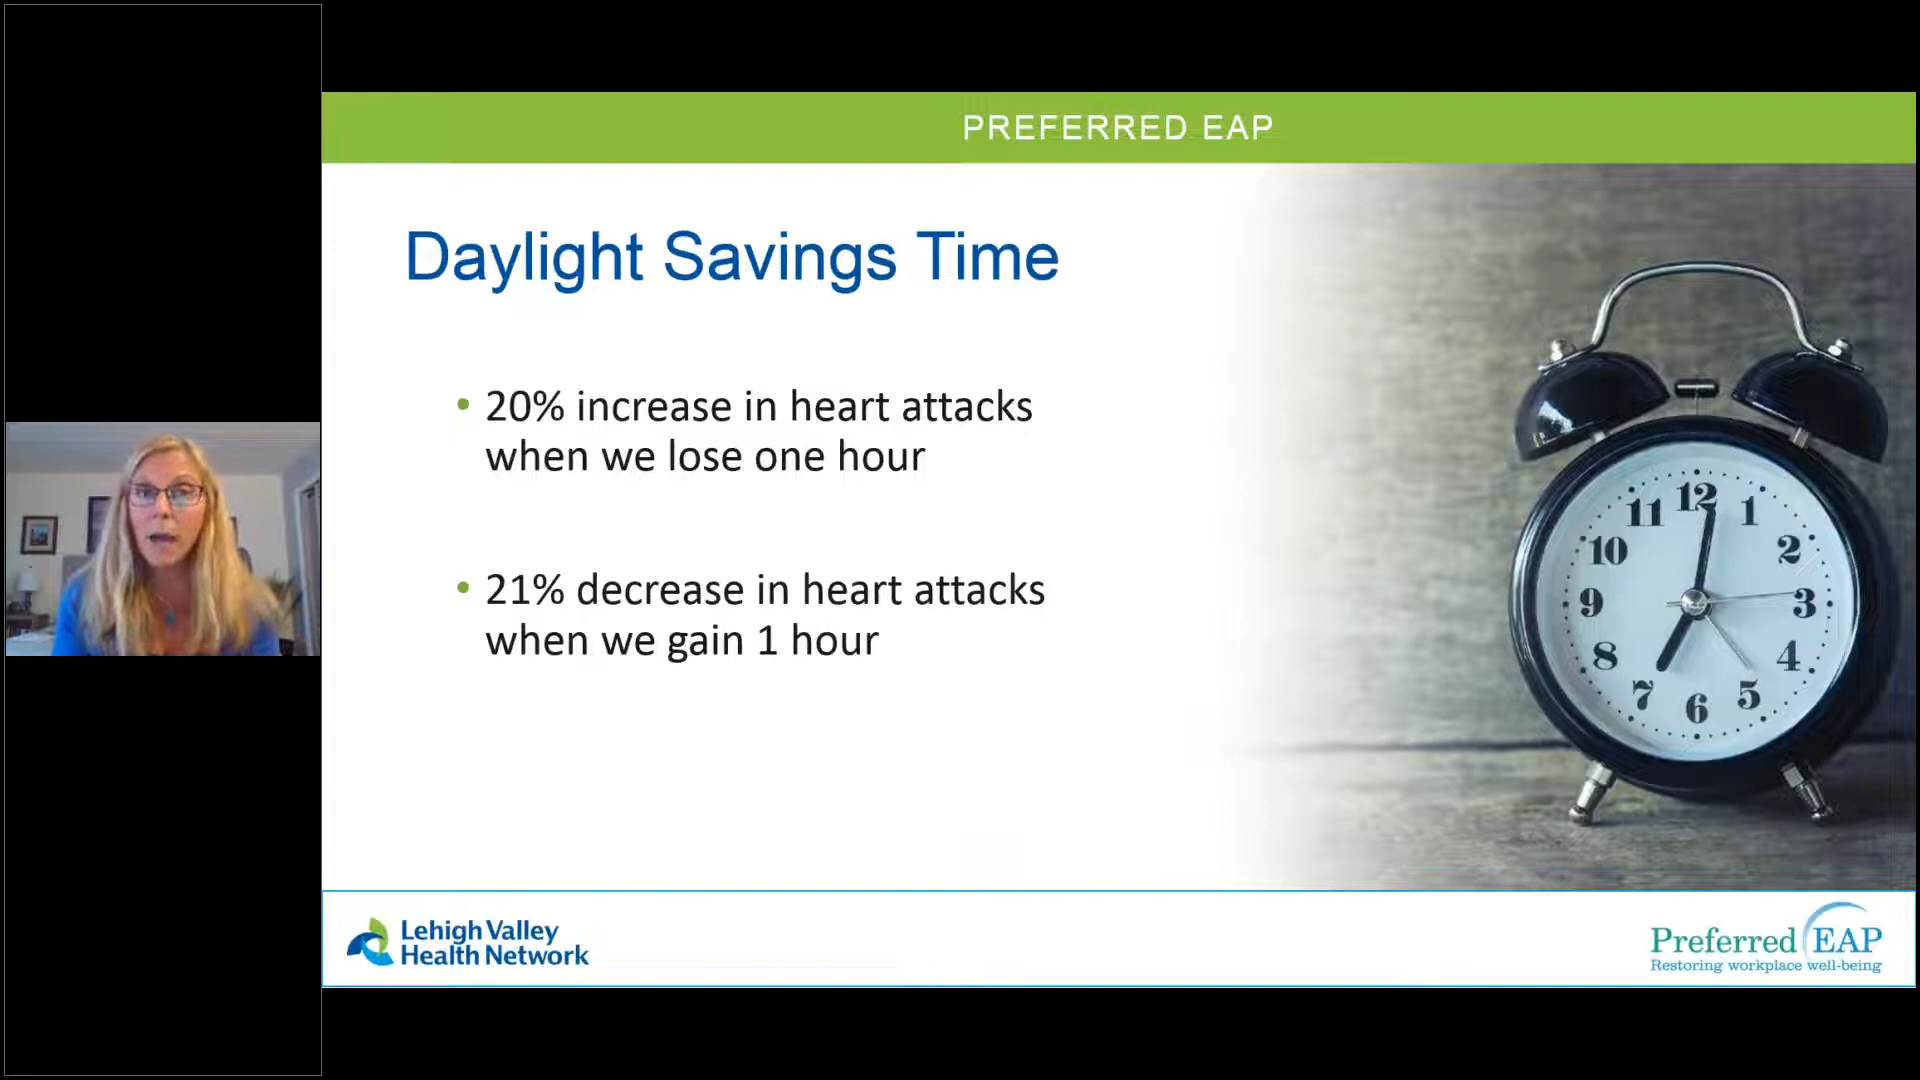 PREFERRED EAP
Daylight Savings Time
• 20% increase in heart attacks
when we lose one hour
• 21% decrease in heart attacks
when we gain 1 hour
11 12 1
10 2
9 3
8 4
7 6 5
Lehigh Valley
Health Network
Preferred EAP
Restoring workplace well-being